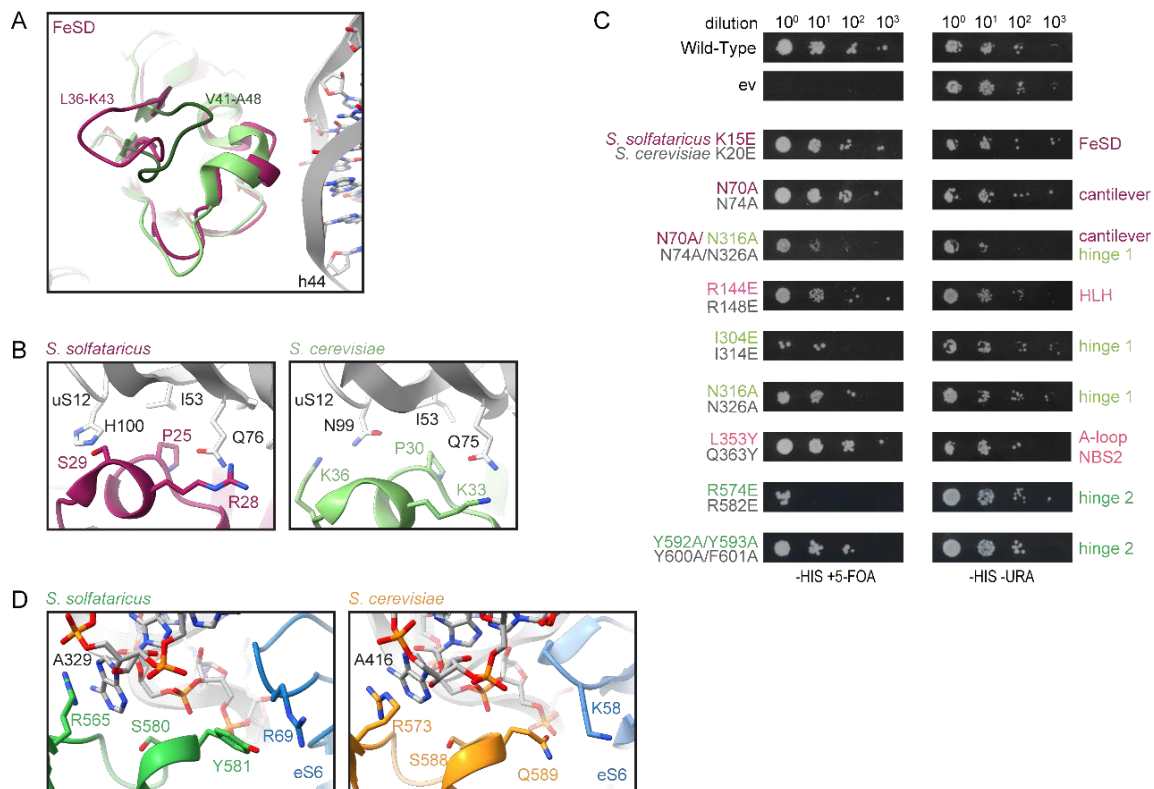 A
FeSD
L36-K43
V41-A48
h44
B
S. solfataricus
uS12
H100
I53
P25
Q76
S29
R28
S. cerevisiae
uS12
N99
I53
P30
Q75
K36
K33
C
dilution 10⁰ 10¹ 10² 10³ 10⁰ 10¹ 10² 10³
Wild-Type
ev
S. solfataricus K15E
S. cerevisiae K20E
FeSD
N70A
N74A
cantilever
N70A/ N316A
N74A/N326A
cantilever
hinge 1
R144E
R148E
HLH
I304E
I314E
hinge 1
N316A
N326A
hinge 1
L353Y
Q363Y
A-loop
NBS2
R574E
R582E
hinge 2
Y592A/Y593A
Y600A/F601A
hinge 2
-HIS +5-FOA
-HIS -URA
D
S. solfataricus
A329
R565
S580
Y581
R69
eS6
S. cerevisiae
A416
R573
S588
Q589
K58
eS6